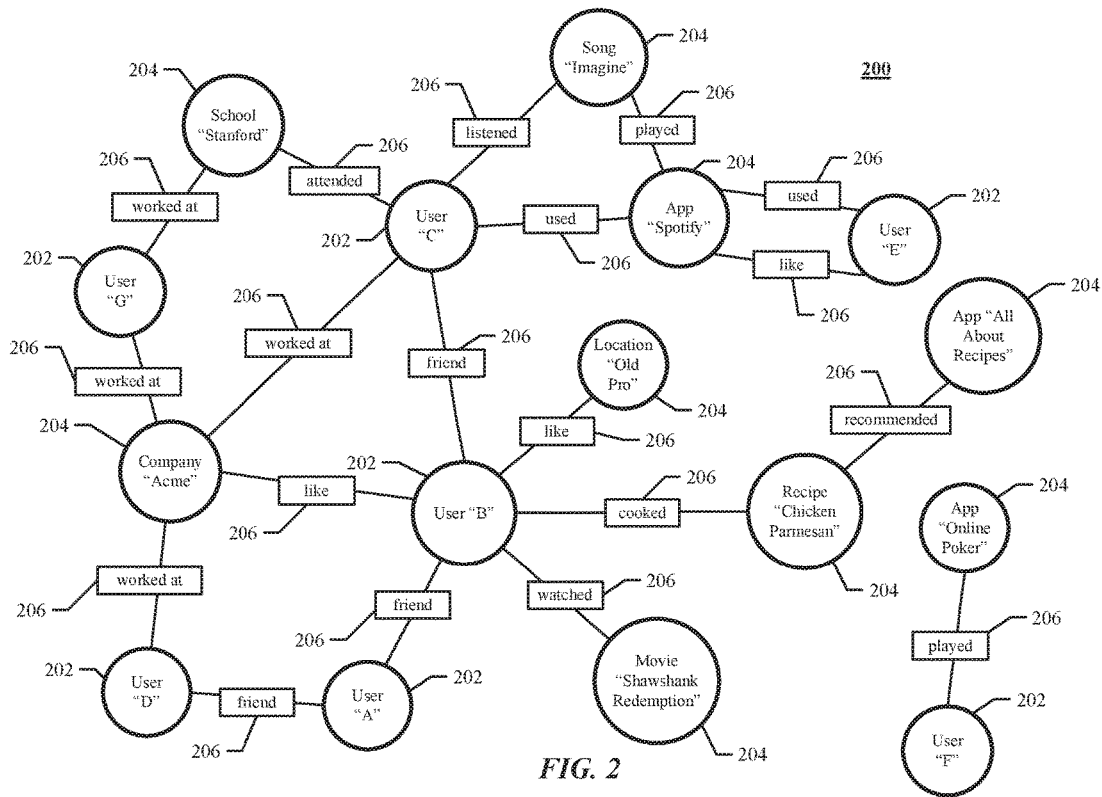 Song
“Imagine”
204
200
204
School
“Stanford”
206
listened
206
played
206
worked at
206
attended
204
206
used
202
User
“C”
202
used
206
App
“Spotify”
User
“E”
like
206
202
User
“G”
206
worked at
206
friend
Location
“Old
Pro”
204
App “All
About
Recipes”
204
206
worked at
206
recommended
like
206
204
Company
“Acme”
202
User “B”
206
like
206
cooked
Recipe
“Chicken
Parmesan”
204
App
“Online
Poker”
204
worked at
206
friend
206
watched
206
played
206
202
User
“D”
friend
206
User
“A”
202
Movie
“Shawshank
Redemption”
204
User
“F”
202
FIG. 2